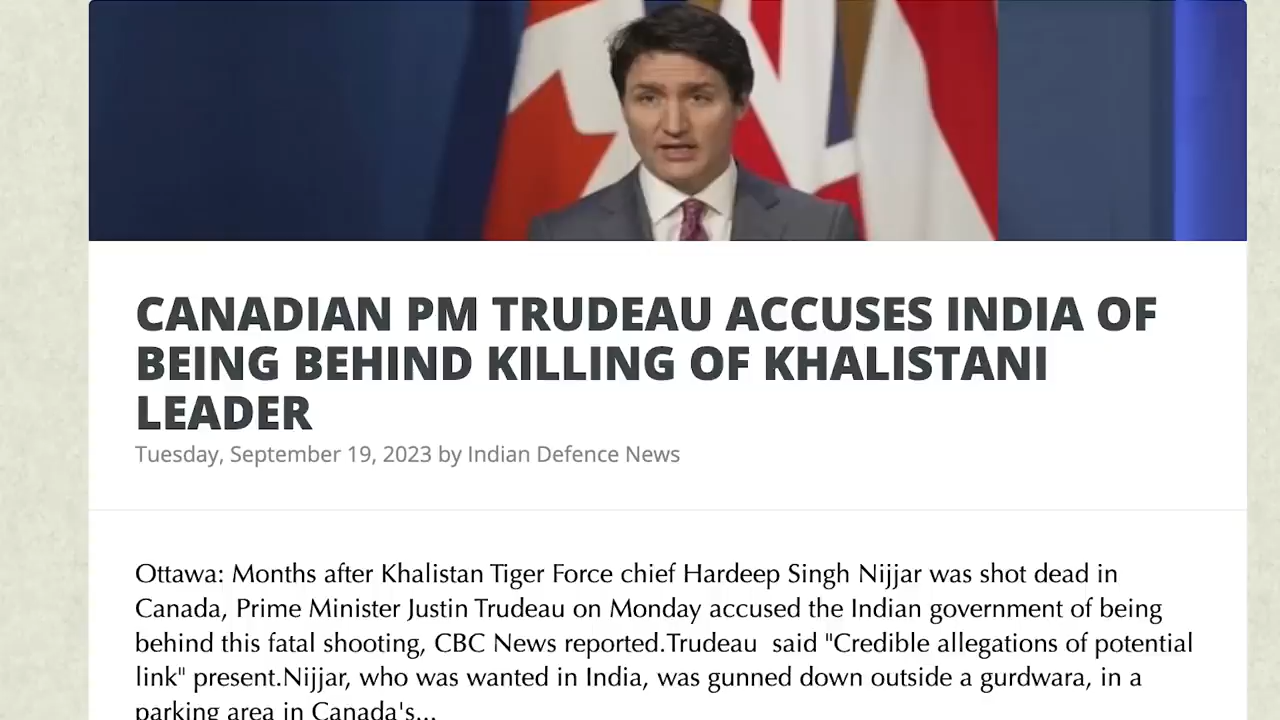 CANADIAN PM TRUDEAU ACCUSES INDIA OF
BEING BEHIND KILLING OF KHALISTANI
LEADER
Tuesday, September 19, 2023 by Indian Defence News
Ottawa: Months after Khalistan Tiger Force chief Hardeep Singh Nijjar was shot dead in
Canada, Prime Minister Justin Trudeau on Monday accused the Indian government of being
behind this fatal shooting, CBC News reported.Trudeau  said "Credible allegations of potential
link" present.Nijjar, who was wanted in India, was gunned down outside a gurdwara, in a
parking area in Canada's...